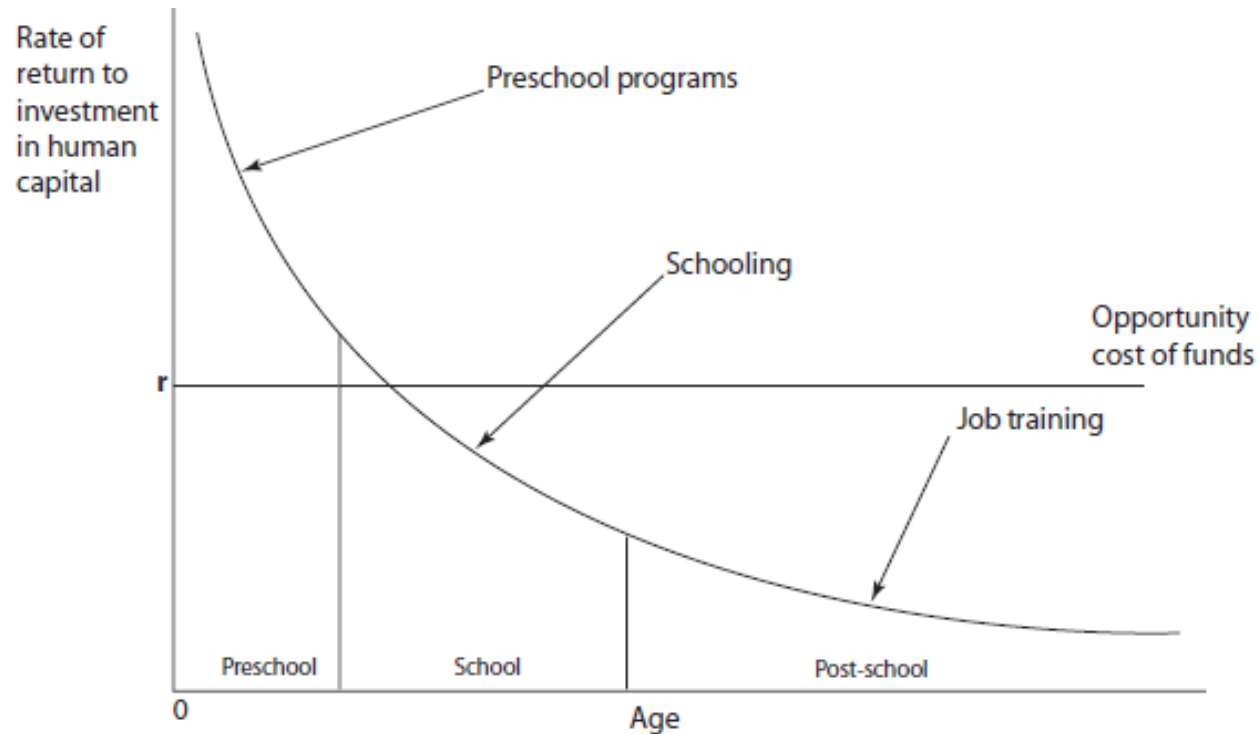 Rate of
return to
investment
in human
capital
Preschool programs
Schooling
Opportunity
cost of funds
r
Job training
Preschool
School
Post-school
0
Age